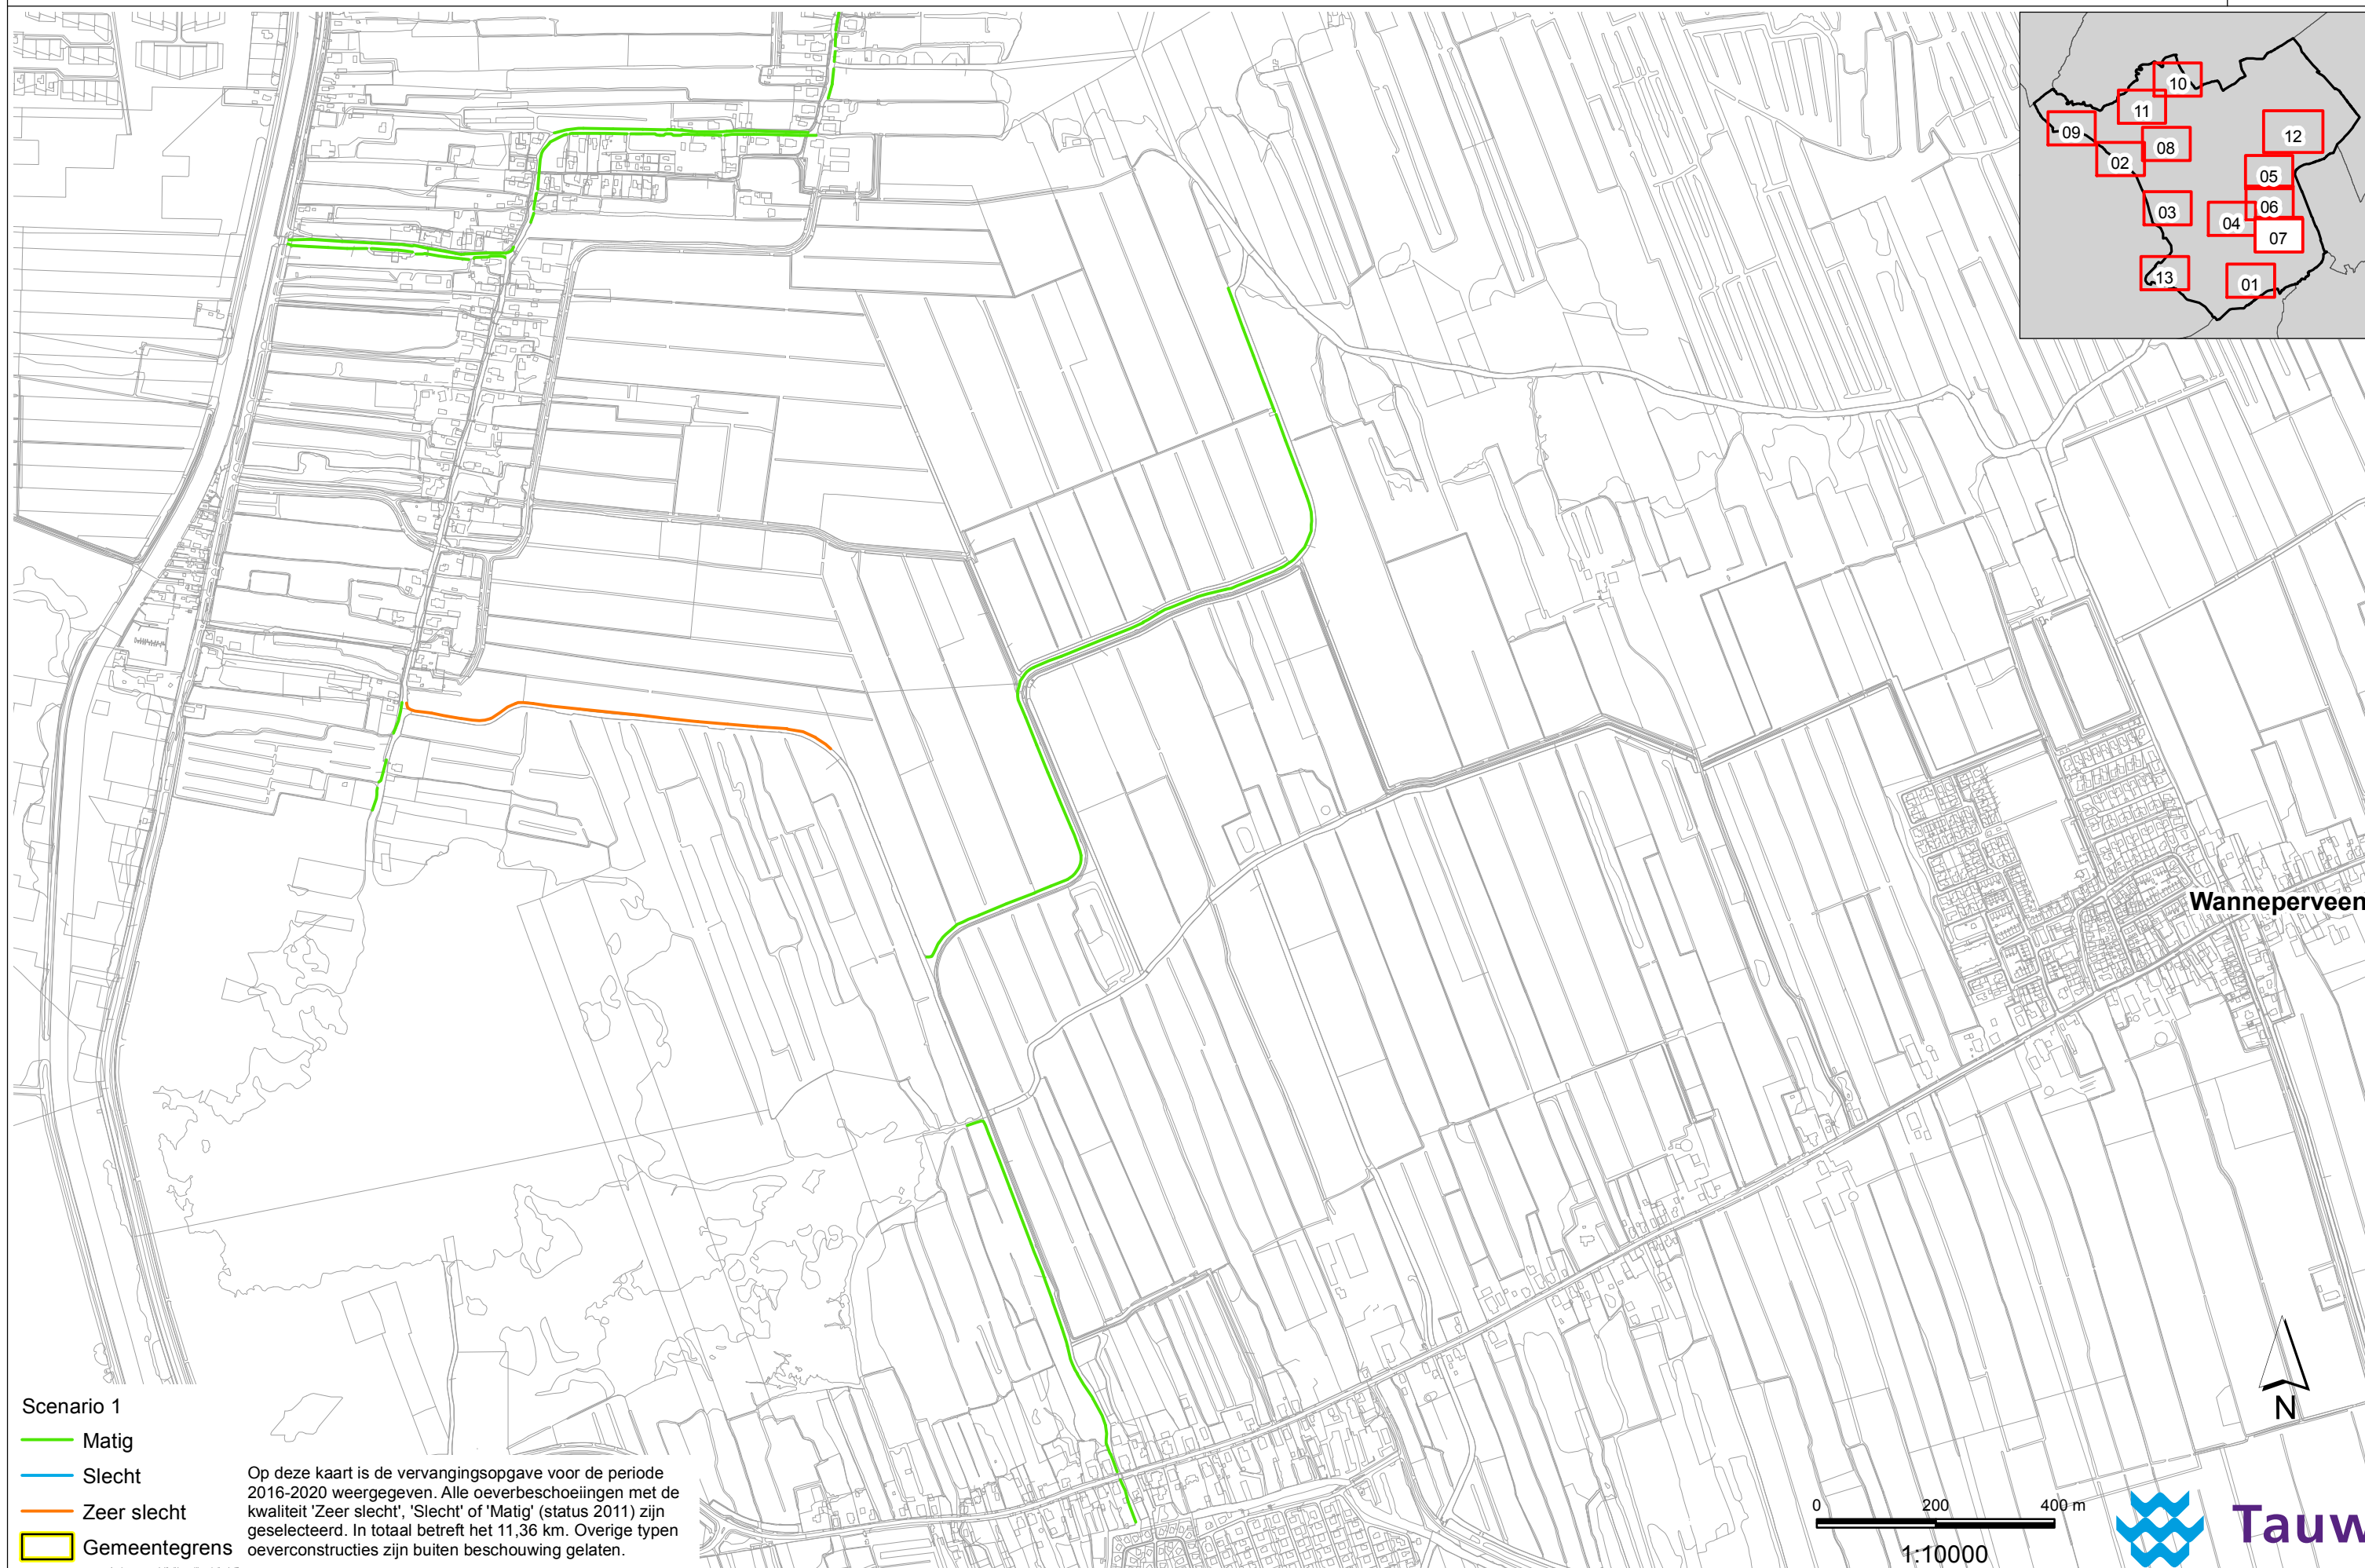 10
11
09
12
08
02
05
03
06
04
07
13
01
Wanneperveen
N
Scenario 1
Matig
Slecht
Zeer slecht
Gemeentegrens
Op deze kaart is de vervangingsopgave voor de periode
2016-2020 weergegeven. Alle oeverbeschoeiingen met de
kwaliteit 'Zeer slecht', 'Slecht' of 'Matig' (status 2011) zijn
geselecteerd. In totaal betreft het 11,36 km. Overige typen
oeverconstructies zijn buiten beschouwing gelaten.
0 200 400 m
1:10000
Tauw